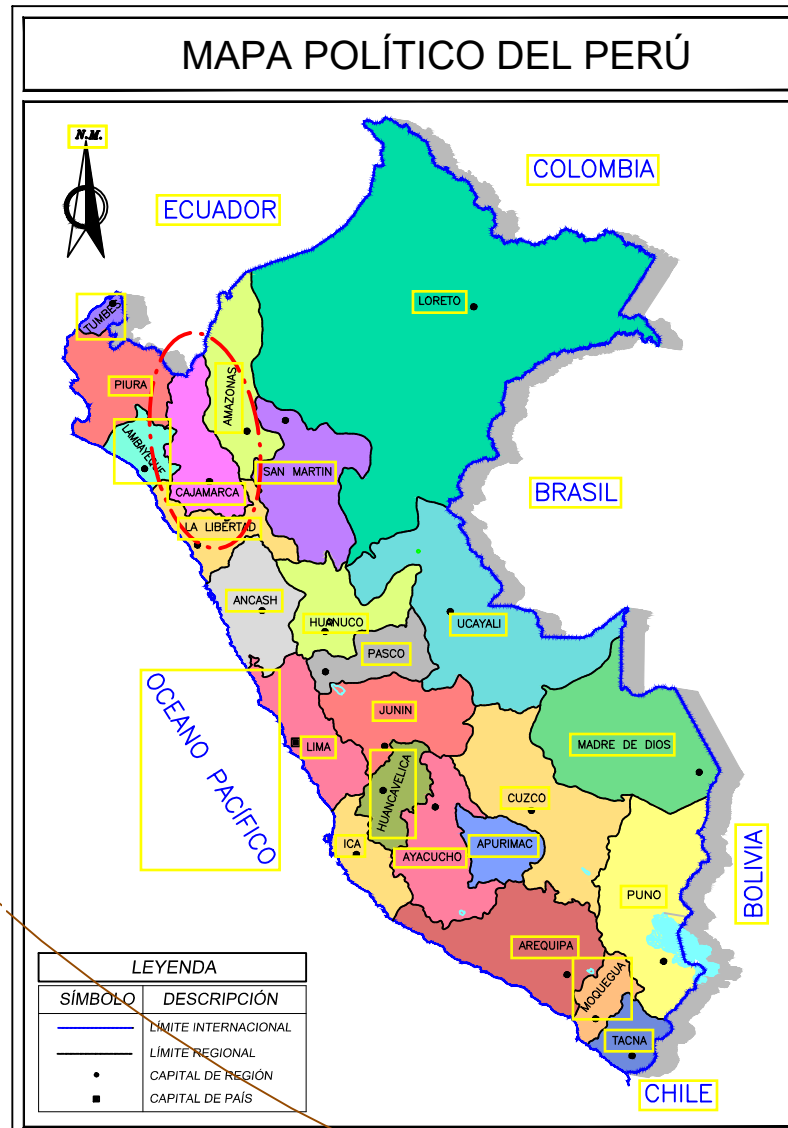 MAPA POLÍTICO DEL PERÚ
N.M.
COLOMBIA
ECUADOR
LORETO
TUMBES
PIURA
AMAZONAS
LAMBAYEQUE
SAN MARTIN
CAJAMARCA
BRASIL
LA LIBERTAD
ANCASH
HUANUCO
UCAYALI
PASCO
OCEANO PACÍFICO
JUNIN
LIMA
MADRE DE DIOS
HUANCAVELICA
CUZCO
ICA
AYACUCHO
APURIMAC
BOLIVIA
PUNO
AREQUIPA
MOQUEGUA
TACNA
CHILE
LEYENDA
SÍMBOLO DESCRIPCIÓN
LÍMITE INTERNACIONAL
LÍMITE REGIONAL
CAPITAL DE REGIÓN
CAPITAL DE PAÍS